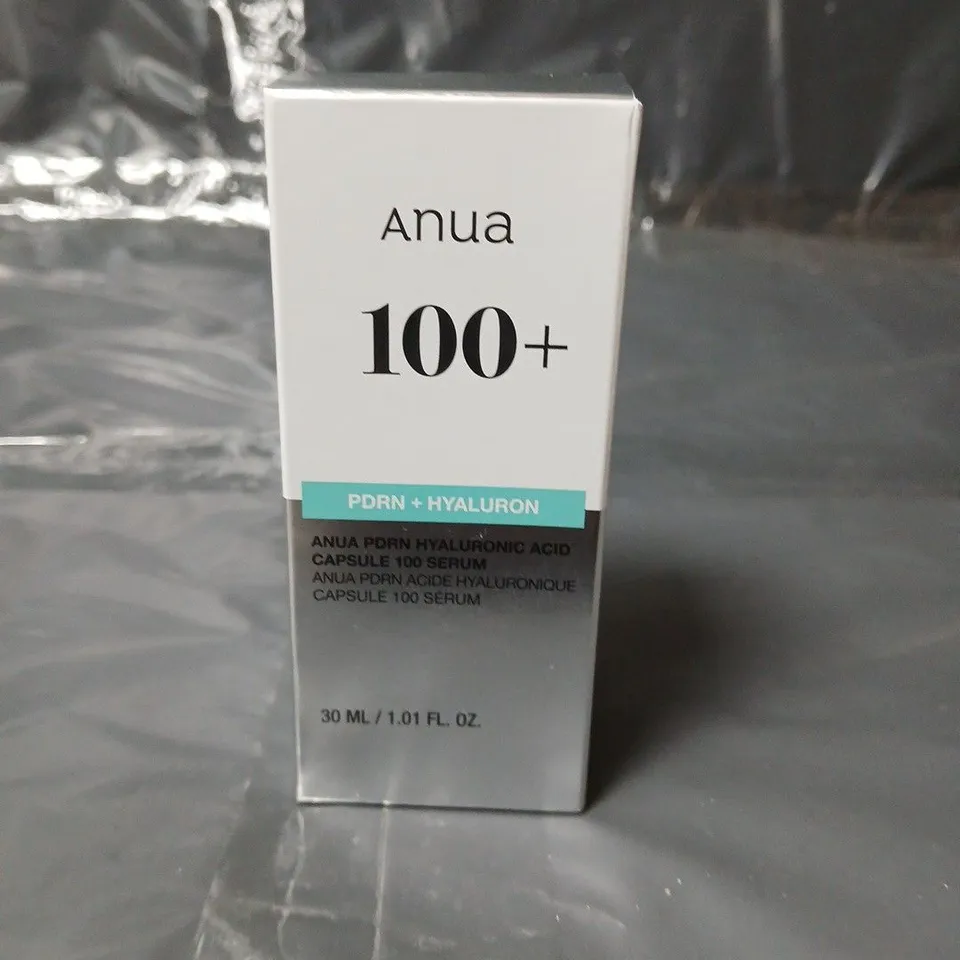 Anua
100+
PDRN + HYALURON
ANUA PDRN HYALURONIC ACID
CAPSULE 100 SERUM
ANUA PDRN ACIDE HYALURONIQUE
CAPSULE 100 SÉRUM
30 ML / 1.01 FL. OZ.